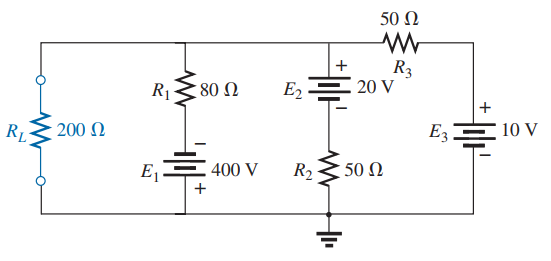 50 Ω
R3
R1 80 Ω
E2 + 20 V −
RL 200 Ω
E3 + 10 V −
E1 − 400 V +
R2 50 Ω